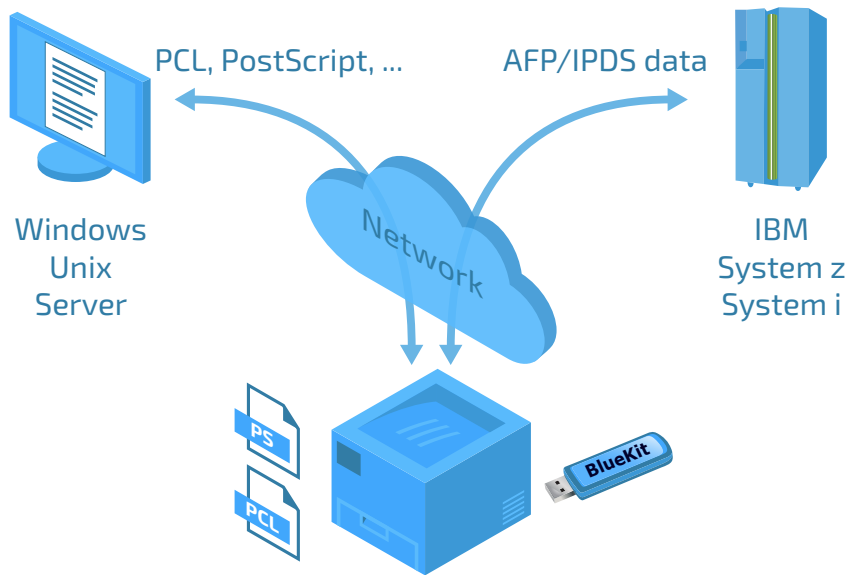 PCL, PostScript, ...
AFP/IPDS data
Network
Windows
Unix
Server
IBM
System z
System i
PS
PCL
BlueKit